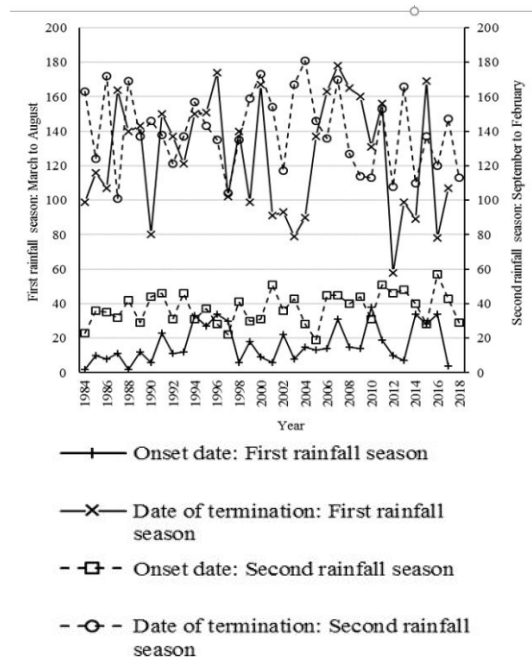 200 200
180 180
160 160
140 140
120 120
100 100
80 80
60 60
40 40
20 20
0 0
First rainfall season: March to August
Second rainfall season: September to February
1984 1986 1988 1990 1992 1994 1996 1998 2000 2002 2004 2006 2008 2010 2012 2014 2016 2018
Year
Onset date: First rainfall season
Date of termination: First rainfall
season
Onset date: Second rainfall season
Date of termination: Second rainfall
season